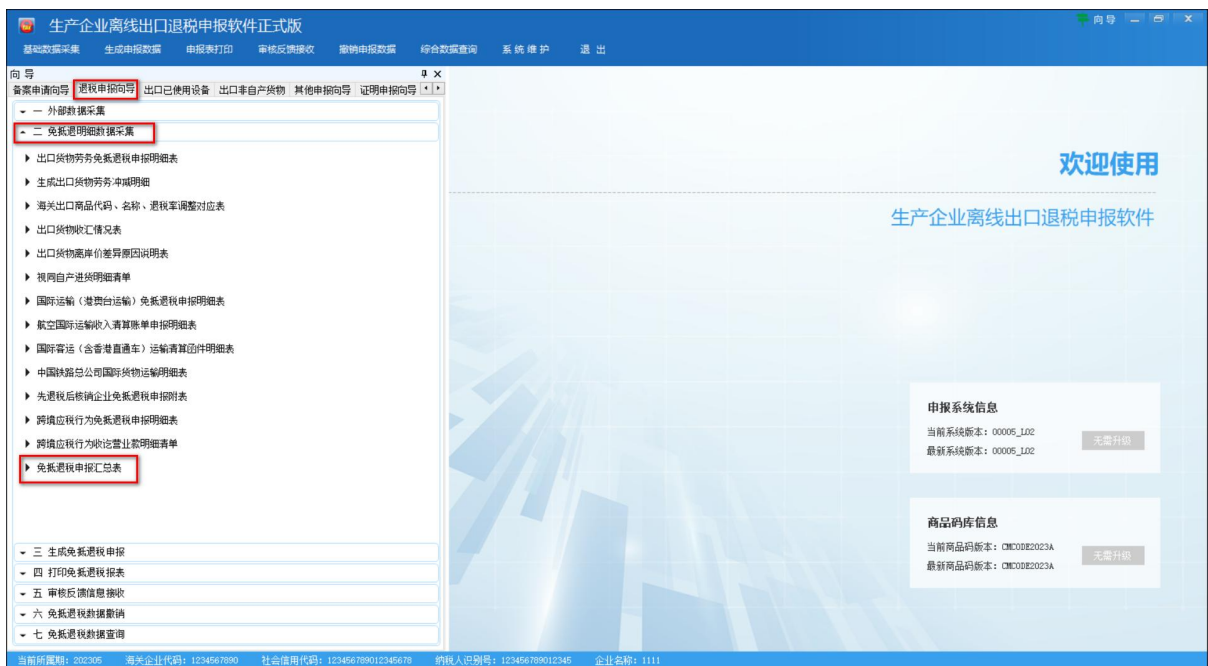 生产企业离线出口退税申报软件正式版
向导
基础数据采集 生成申报数据 申报表打印 审核反馈接收 撤销申报数据 综合数据查询 系统维护 退出
向导
备案申请向导 退税申报向导 出口已使用设备 出口非自产货物 其他申报向导 证明申报向导
一 外部数据采集
二 免抵退明细数据采集
出口货物劳务免抵退税申报明细表
生成出口货物劳务冲减明细
海关出口商品代码、名称、退税率调整对应表
出口货物收汇情况表
出口货物离岸价差异原因说明表
视同自产进货明细清单
国际运输（港澳台运输）免抵退税申报明细表
航空国际运输收入清算账单申报明细表
国际客运（含香港直通车）运输清算函件明细表
中国铁路总公司国际货物运输明细表
先退税后核销企业免抵退税申报附表
跨境应税行为免抵退税申报明细表
跨境应税行为收讫营业款明细清单
免抵退税申报汇总表
三 生成免抵退税申报
四 打印免抵退税报表
五 审核反馈信息接收
六 免抵退税数据撤销
七 免抵退税数据查询
欢迎使用
生产企业离线出口退税申报软件
申报系统信息
当前系统版本：00005_L02
最新系统版本：00005_L02
无需升级
商品码库信息
当前商品码版本：CMCODE2023A
最新商品码版本：CMCODE2023A
无需升级
当前所属期：202305 海关企业代码：1234567890 社会信用代码：123456789012345678 纳税人识别号：123456789012345 企业名称：1111